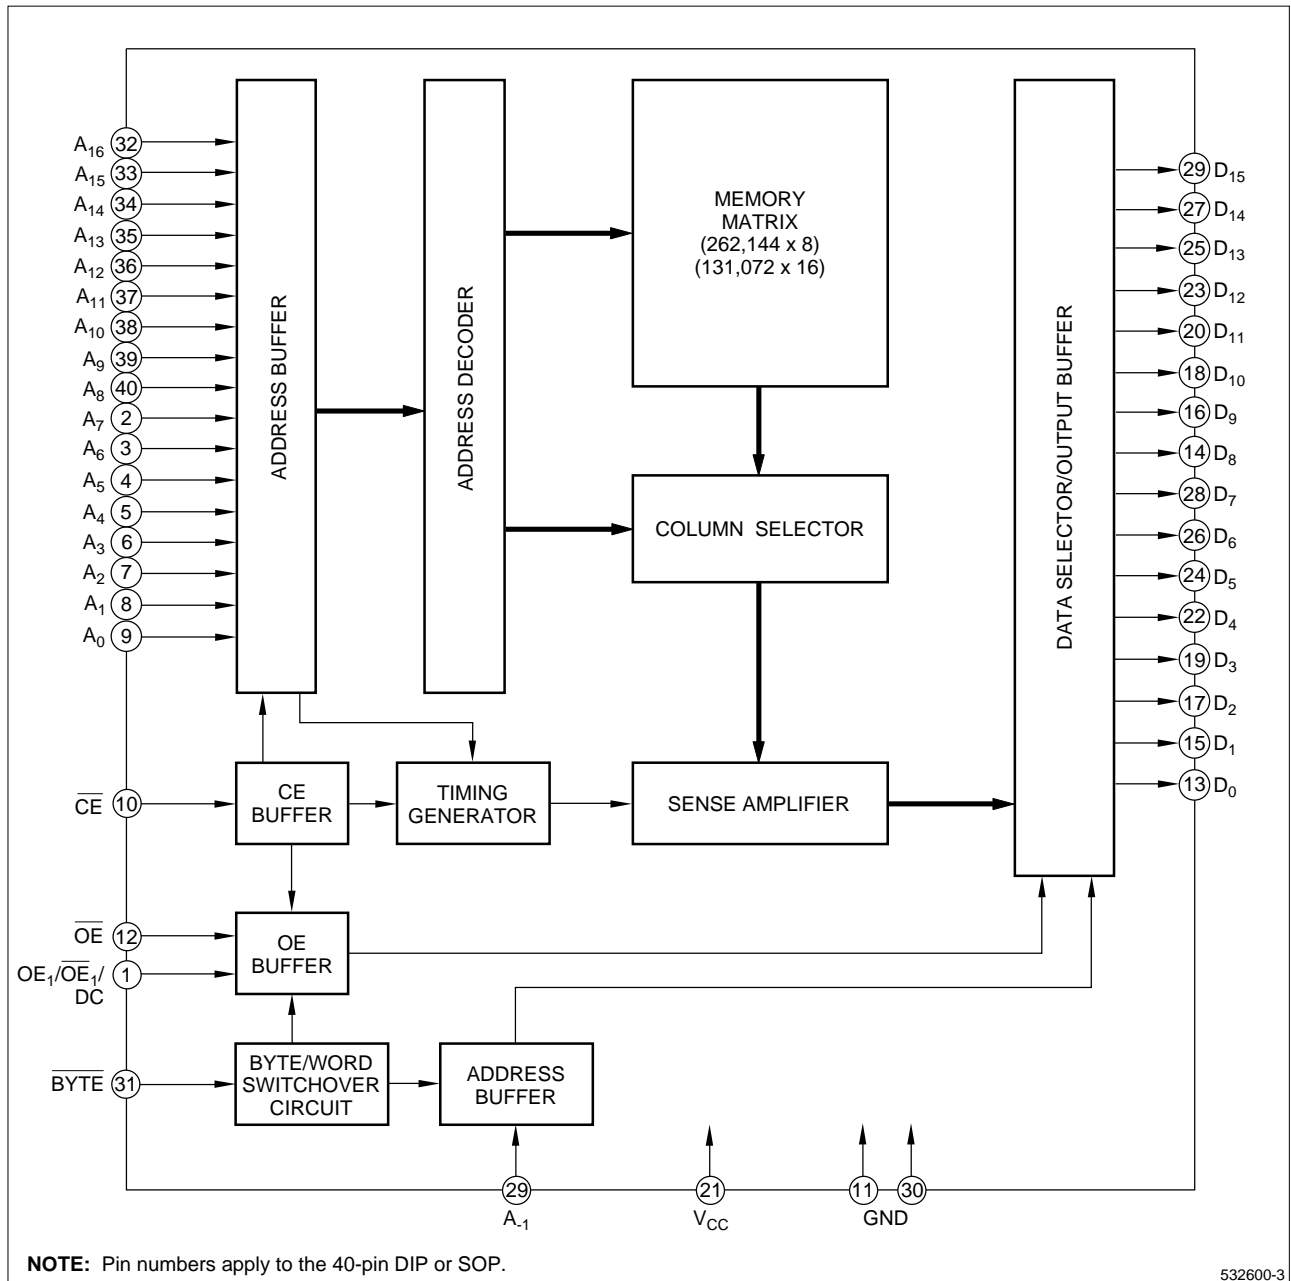 A16 32
A15 33
A14 34
A13 35
A12 36
A11 37
A10 38
A9 39
A8 40
A7 2
A6 3
A5 4
A4 5
A3 6
A2 7
A1 8
A0 9
ADDRESS BUFFER
ADDRESS DECODER
MEMORY
MATRIX
(262,144 x 8)
(131,072 x 16)
COLUMN SELECTOR
DATA SELECTOR/OUTPUT BUFFER
29 D15
27 D14
25 D13
23 D12
20 D11
18 D10
16 D9
14 D8
28 D7
26 D6
24 D5
22 D4
19 D3
17 D2
15 D1
13 D0
C̅E̅ 10
CE
BUFFER
TIMING
GENERATOR
SENSE AMPLIFIER
O̅E̅ 12
OE1/O̅E̅1/
DC
1
OE
BUFFER
B̅Y̅T̅E̅ 31
BYTE/WORD
SWITCHOVER
CIRCUIT
ADDRESS
BUFFER
29
A-1
21
VCC
11 30
GND
NOTE: Pin numbers apply to the 40-pin DIP or SOP.
532600-3